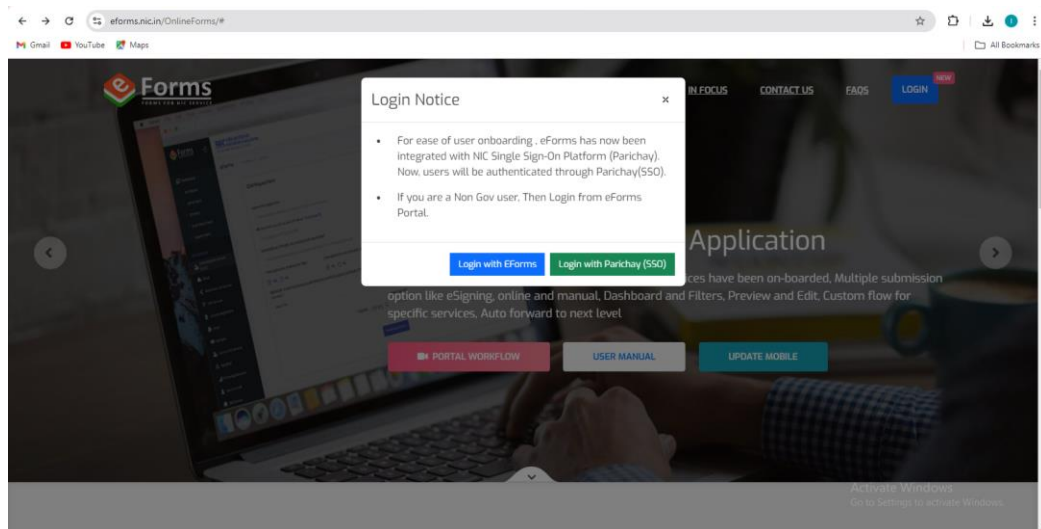 eforms.nic.in/OnlineForms/#
Gmail YouTube Maps
All Bookmarks
Forms
FORMS FOR NIC SERVICE
IN FOCUS CONTACT US FAQS LOGIN
NEW
Login Notice ×
• For ease of user onboarding , eForms has now been
integrated with NIC Single Sign-On Platform (Parichay).
Now, users will be authenticated through Parichay(SSO).
• If you are a Non Gov user, Then Login from eForms
Portal.
Login with EForms Login with Parichay (SSO)
Application
ices have been on-boarded, Multiple submission
option like eSigning, online and manual, Dashboard and Filters, Preview and Edit, Custom flow for
specific services, Auto forward to next level
PORTAL WORKFLOW USER MANUAL UPDATE MOBILE
Activate Windows
Go to Settings to activate Windows.